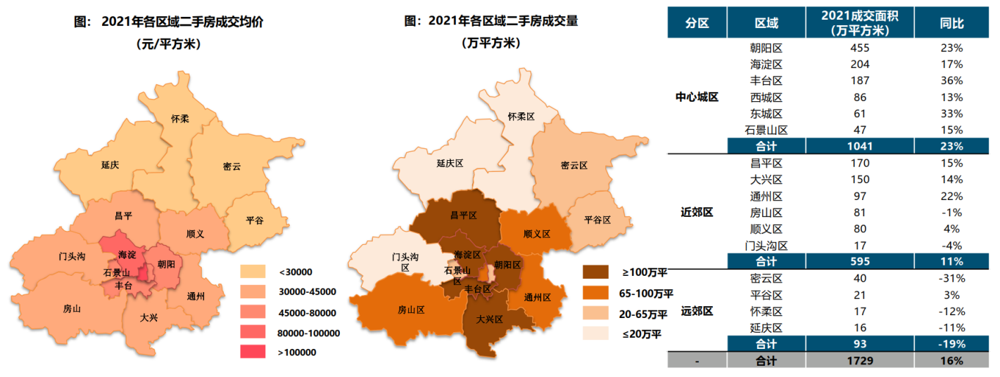 图： 2021年各区域二手房成交均价
（元/平方米）
怀柔
延庆
密云
昌平
平谷
顺义
门头沟
海淀
朝阳
石景山
丰台
通州
房山
大兴
<30000
30000-45000
45000-80000
80000-100000
>100000
图：2021年各区域二手房成交量
（万平方米）
怀柔区
延庆区
密云区
昌平区
平谷区
顺义区
门头沟
区
海淀区
朝阳区
石景山
区
丰台区
通州区
房山区
大兴区
≥100万平
65-100万平
20-65万平
≤20万平
分区 区域 2021成交面积
（万平方米） 同比
朝阳区 455 23%
海淀区 204 17%
丰台区 187 36%
中心城区 西城区 86 13%
东城区 61 33%
石景山区 47 15%
合计 1041 23%
昌平区 170 15%
大兴区 150 14%
通州区 97 22%
近郊区 房山区 81 -1%
顺义区 80 4%
门头沟区 17 -4%
合计 595 11%
密云区 40 -31%
平谷区 21 3%
远郊区 怀柔区 17 -12%
延庆区 16 -11%
合计 93 -19%
- 合计 1729 16%